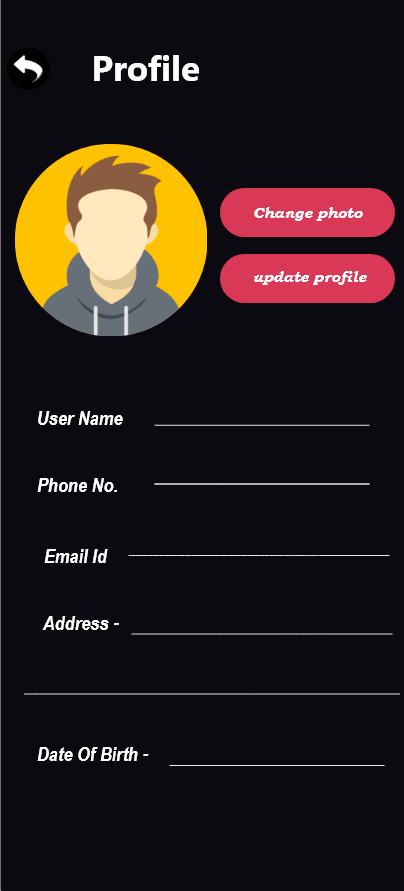 Profile
Change photo
update profile
User Name
Phone No.
Email Id
Address -
Date Of Birth -